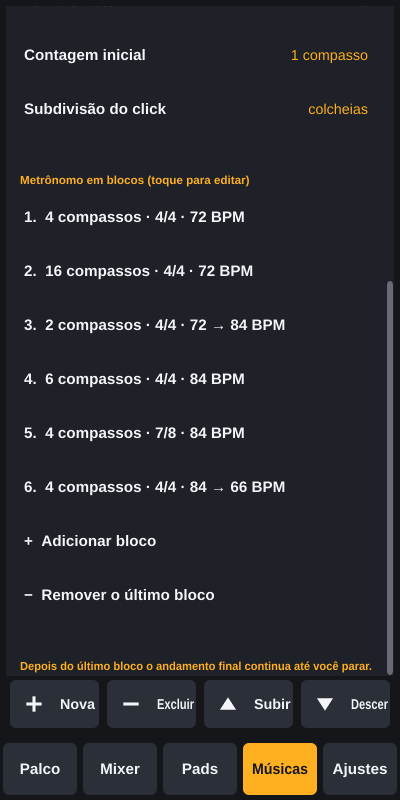 Contagem inicial 1 compasso
Subdivisão do click colcheias
Metrônomo em blocos (toque para editar)
1. 4 compassos · 4/4 · 72 BPM
2. 16 compassos · 4/4 · 72 BPM
3. 2 compassos · 4/4 · 72 → 84 BPM
4. 6 compassos · 4/4 · 84 BPM
5. 4 compassos · 7/8 · 84 BPM
6. 4 compassos · 4/4 · 84 → 66 BPM
+ Adicionar bloco
− Remover o último bloco
Depois do último bloco o andamento final continua até você parar.
Nova Excluir Subir Descer
Palco Mixer Pads Músicas Ajustes